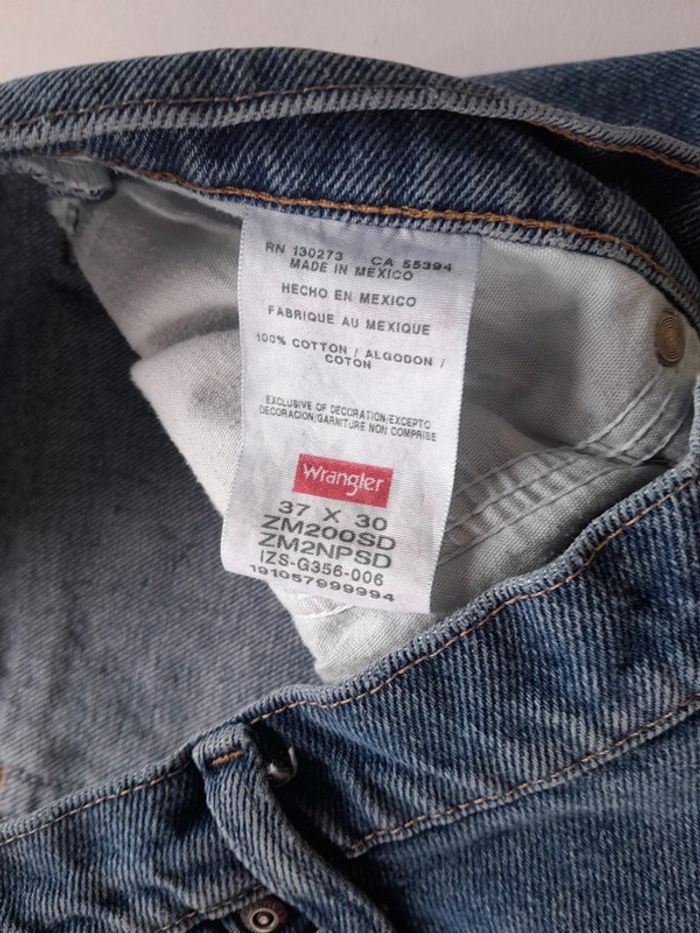 RN 130273 CA 55394
MADE IN MEXICO
HECHO EN MEXICO
FABRIQUE AU MEXIQUE
100% COTTON / ALGODON /
COTON
EXCLUSIVE OF DECORATION/EXCEPTO
DECORACION/GARNITURE NON COMPRISE
Wrangler
37 X 30
ZM200SD
ZM2NPSD
IZS-G356-006
191057999994